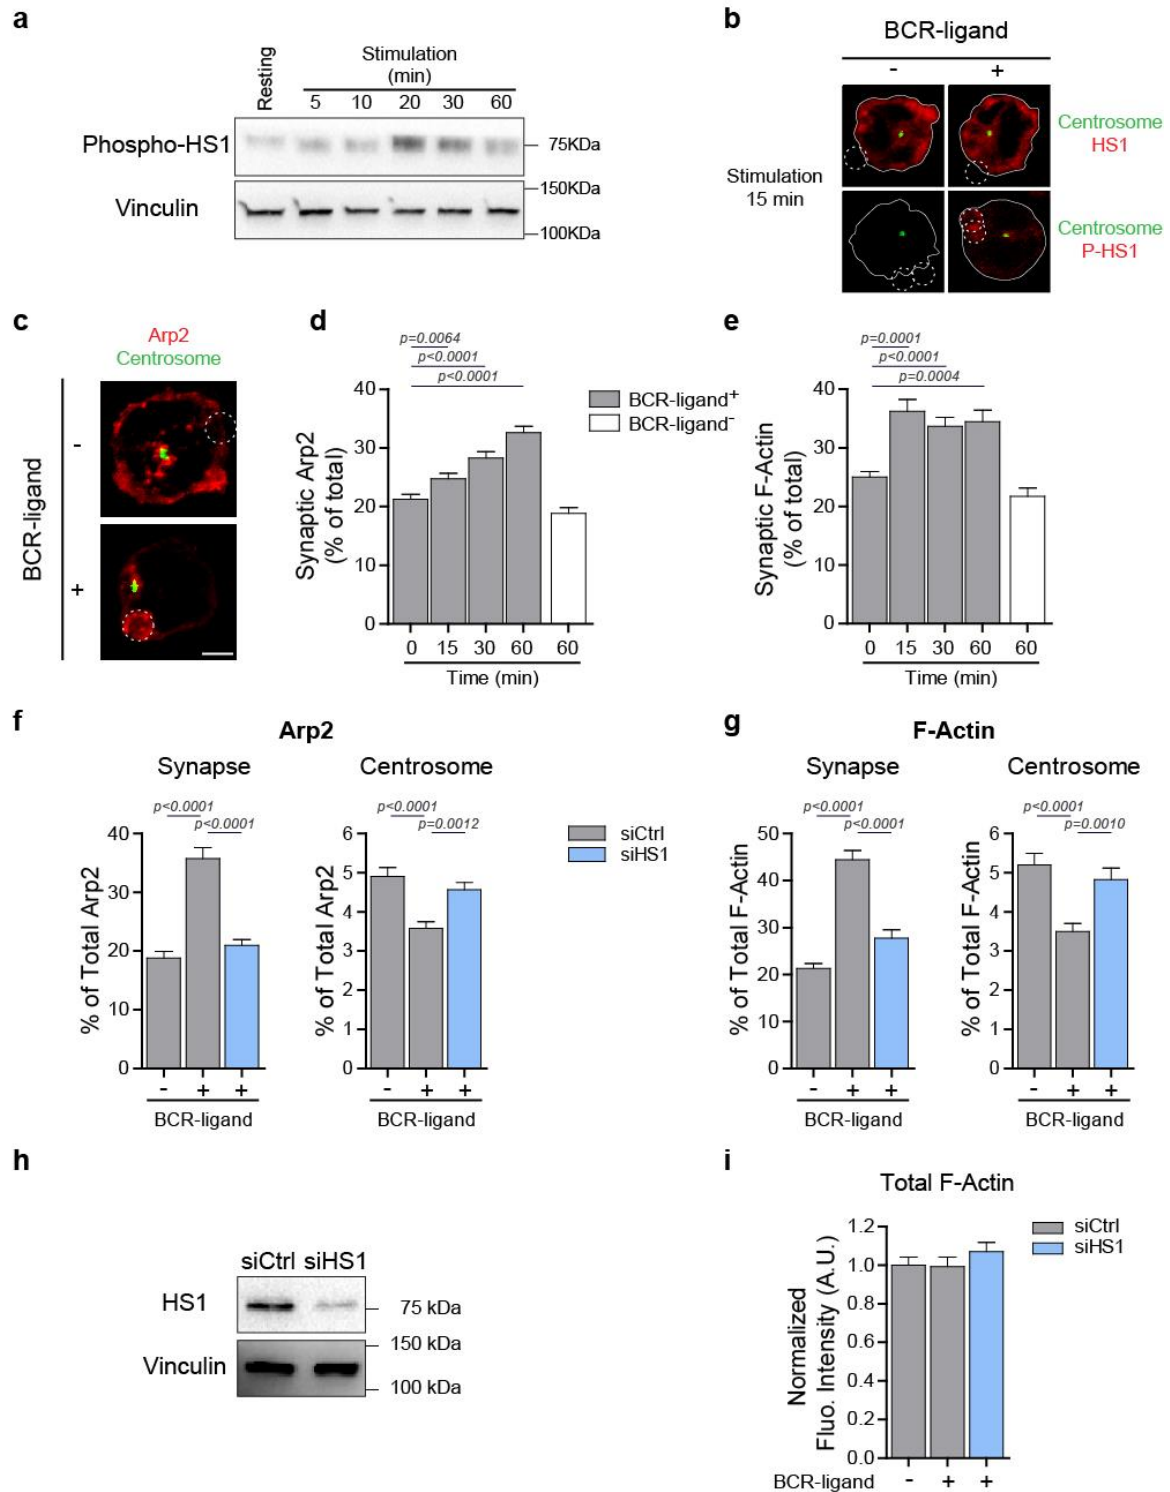 a
Resting
Stimulation
(min)
5 10 20 30 60
Phospho-HS1
75KDa
Vinculin
150KDa
100KDa
b
BCR-ligand
- +
Stimulation
15 min
Centrosome
HS1
Centrosome
P-HS1
c
Arp2
Centrosome
BCR-ligand
-
+
d
p=0.0064
p<0.0001
p<0.0001
Synaptic Arp2
(% of total)
40
30
20
10
0
0 15 30 60 60
Time (min)
BCR-ligand+
BCR-ligand-
e
p=0.0001
p<0.0001
p=0.0004
Synaptic F-Actin
(% of total)
40
30
20
10
0
0 15 30 60 60
Time (min)
f
Arp2
Synapse
p<0.0001
p<0.0001
% of Total Arp2
40
30
20
10
0
- + +
BCR-ligand
Centrosome
p<0.0001
p=0.0012
% of Total Arp2
6
5
4
3
2
1
0
- + +
BCR-ligand
siCtrl
siHS1
g
F-Actin
Synapse
p<0.0001
p<0.0001
% of Total F-Actin
50
40
30
20
10
0
- + +
BCR-ligand
Centrosome
p<0.0001
p=0.0010
% of Total F-Actin
6
5
4
3
2
1
0
- + +
BCR-ligand
h
siCtrl siHS1
HS1
75 kDa
Vinculin
150 kDa
100 kDa
i
Total F-Actin
Normalized
Fluo. Intensity (A.U.)
1.2
1.0
0.8
0.6
0.4
0.2
0.0
BCR-ligand - + +
siCtrl
siHS1